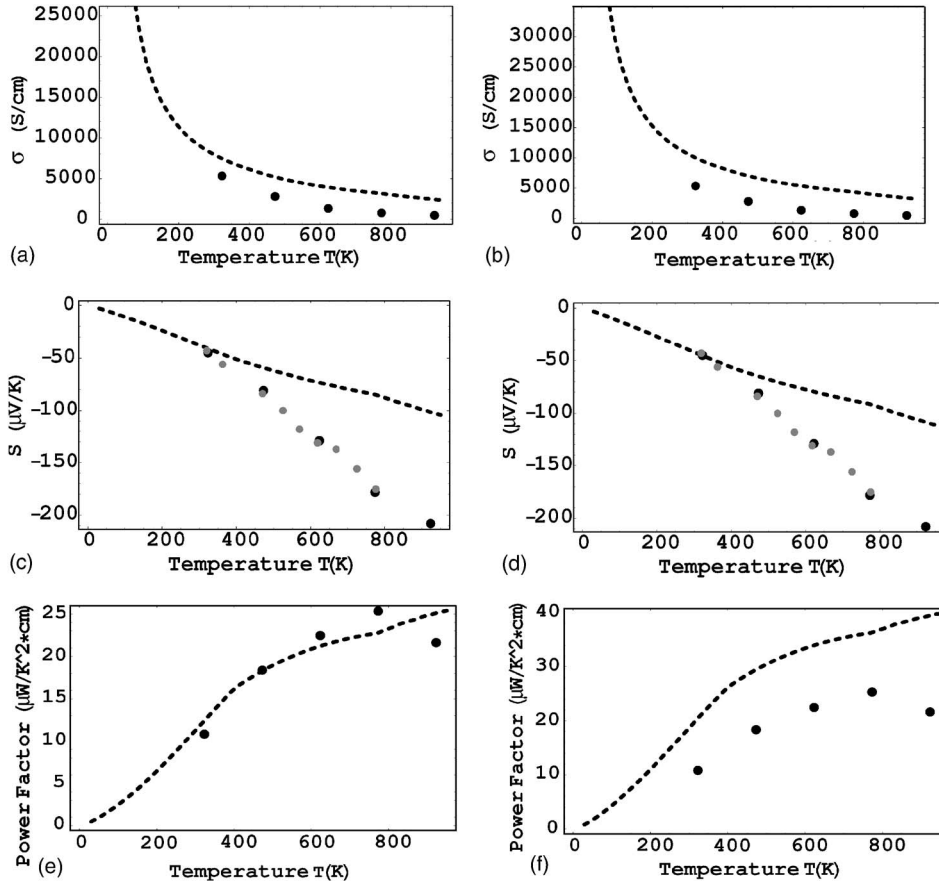 25000
20000
15000
10000
5000
0
σ (S/cm)
0 200 400 600 800
Temperature T(K)
(a)
30000
25000
20000
15000
10000
5000
0
σ (S/cm)
0 200 400 600 800
Temperature T(K)
(b)
0
-50
-100
-150
-200
S (μV/K)
0 200 400 600 800
Temperature T(K)
(c)
0
-50
-100
-150
-200
S (μV/K)
0 200 400 600 800
Temperature T(K)
(d)
25
20
15
10
5
0
Power Factor (μW/K^2*cm)
0 200 400 600 800
Temperature T(K)
(e)
40
30
20
10
0
Power Factor (μW/K^2*cm)
0 200 400 600 800
Temperature T(K)
(f)